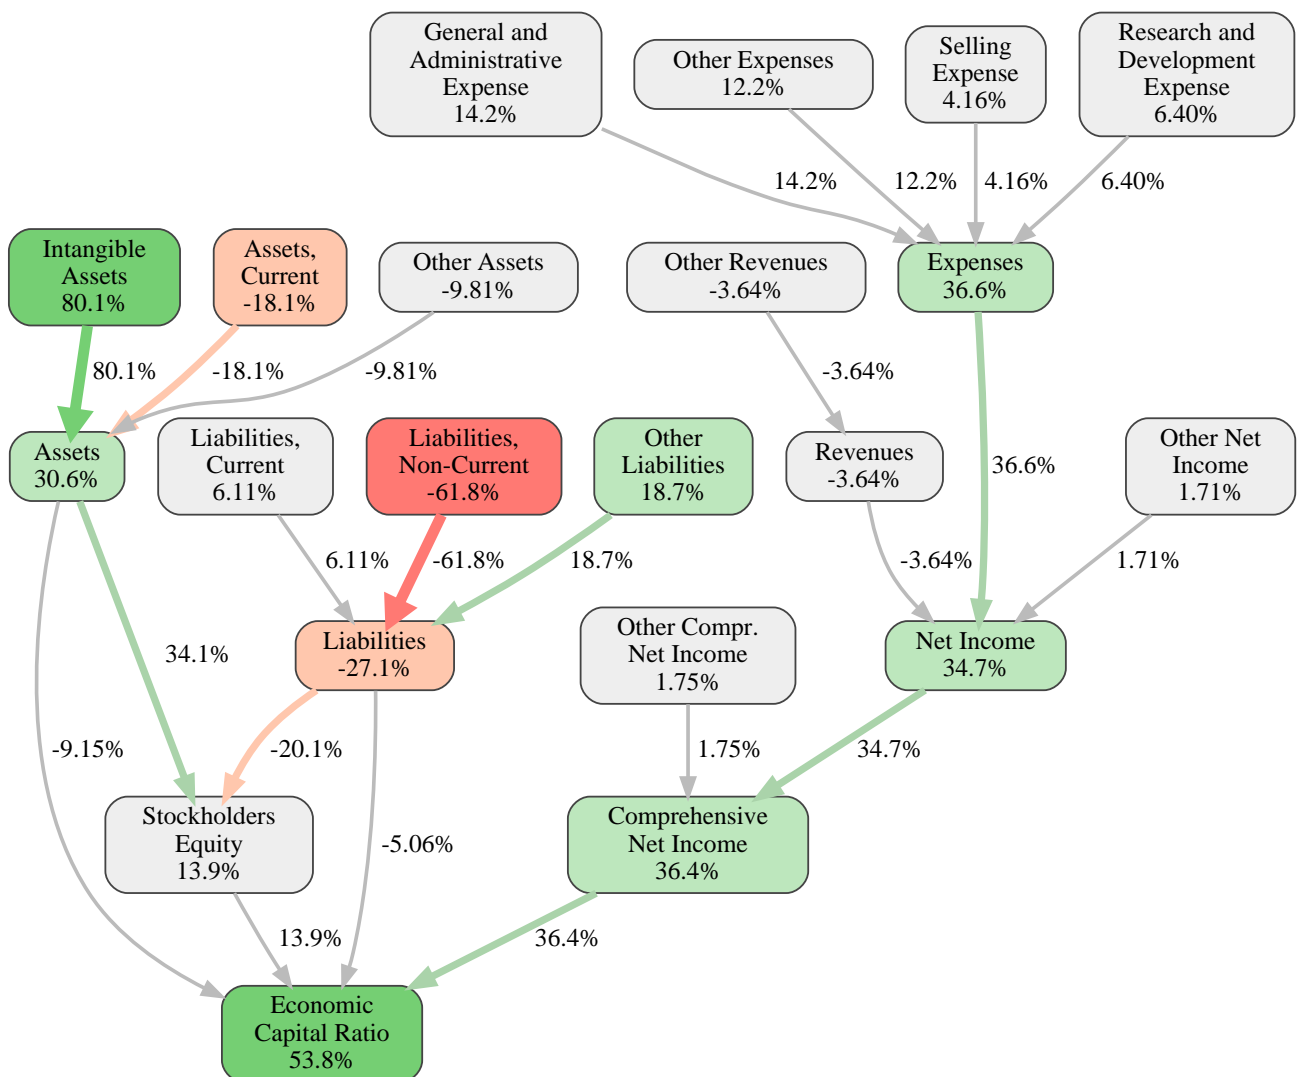 General and
Administrative
Expense
14.2%
Other Expenses
12.2%
Selling
Expense
4.16%
Research and
Development
Expense
6.40%
14.2%
12.2%
4.16%
6.40%
Intangible
Assets
80.1%
Assets,
Current
-18.1%
Other Assets
-9.81%
Other Revenues
-3.64%
Expenses
36.6%
80.1%
-18.1%
-9.81%
-3.64%
Assets
30.6%
Liabilities,
Current
6.11%
Liabilities,
Non-Current
-61.8%
Other
Liabilities
18.7%
Revenues
-3.64%
36.6%
Other Net
Income
1.71%
6.11%
-61.8%
18.7%
-3.64%
1.71%
34.1%
Liabilities
-27.1%
Other Compr.
Net Income
1.75%
Net Income
34.7%
-9.15%
-20.1%
1.75%
34.7%
Stockholders
Equity
13.9%
-5.06%
Comprehensive
Net Income
36.4%
13.9%
36.4%
Economic
Capital Ratio
53.8%